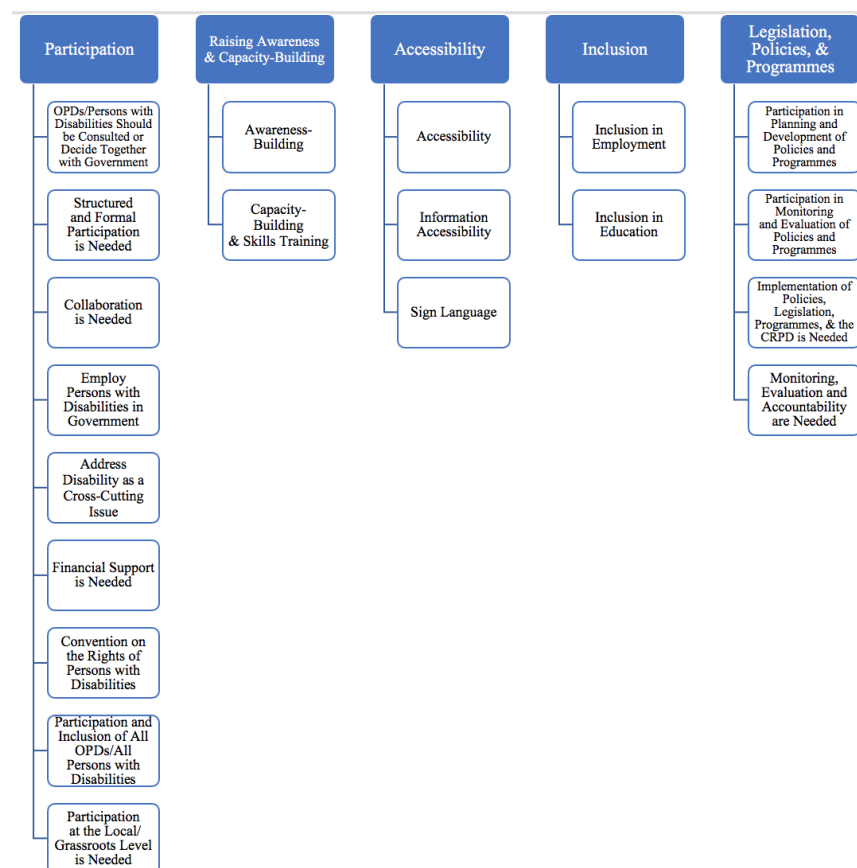 Participation
OPDs/Persons with
Disabilities Should
be Consulted or
Decide Together
with Government
Structured
and Formal
Participation
is Needed
Collaboration
is Needed
Employ
Persons with
Disabilities in
Government
Address
Disability as a
Cross-Cutting
Issue
Financial Support
is Needed
Convention on
the Rights of
Persons with
Disabilities
Participation and
Inclusion of All
OPDs/All
Persons with
Disabilities
Participation
at the Local/
Grassroots Level
is Needed
Raising Awareness
& Capacity-Building
Awareness-
Building
Capacity-
Building
& Skills Training
Accessibility
Accessibility
Information
Accessibility
Sign Language
Inclusion
Inclusion in
Employment
Inclusion in
Education
Legislation,
Policies, &
Programmes
Participation in
Planning and
Development of
Policies and
Programmes
Participation in
Monitoring
and Evaluation of
Policies and
Programmes
Implementation of
Policies,
Legislation,
Programmes, & the
CRPD is Needed
Monitoring,
Evaluation and
Accountability
are Needed